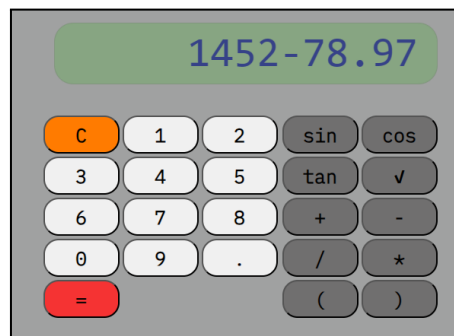 1452-78.97
C 1 2 sin cos
3 4 5 tan ✓
6 7 8 + -
0 9 . / *
= ( )